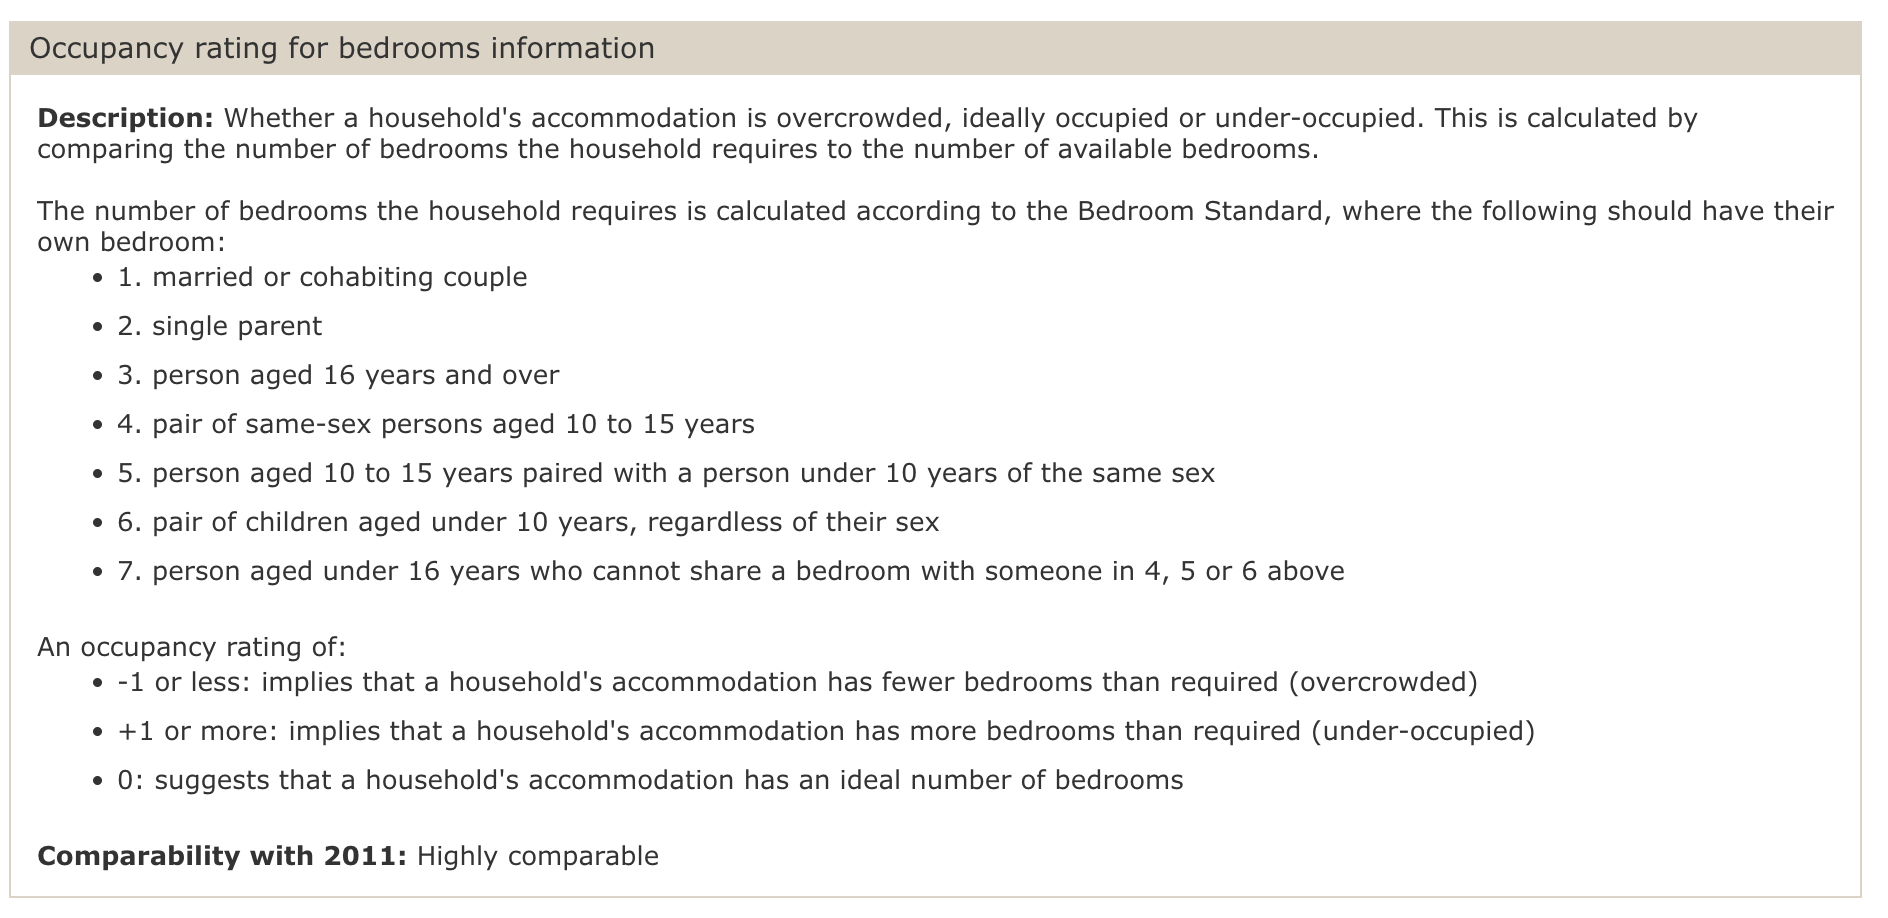 Occupancy rating for bedrooms information
Description: Whether a household's accommodation is overcrowded, ideally occupied or under-occupied. This is calculated by
comparing the number of bedrooms the household requires to the number of available bedrooms.
The number of bedrooms the household requires is calculated according to the Bedroom Standard, where the following should have their
own bedroom:
• 1. married or cohabiting couple
• 2. single parent
• 3. person aged 16 years and over
• 4. pair of same-sex persons aged 10 to 15 years
• 5. person aged 10 to 15 years paired with a person under 10 years of the same sex
• 6. pair of children aged under 10 years, regardless of their sex
• 7. person aged under 16 years who cannot share a bedroom with someone in 4, 5 or 6 above
An occupancy rating of:
• -1 or less: implies that a household's accommodation has fewer bedrooms than required (overcrowded)
• +1 or more: implies that a household's accommodation has more bedrooms than required (under-occupied)
• 0: suggests that a household's accommodation has an ideal number of bedrooms
Comparability with 2011: Highly comparable